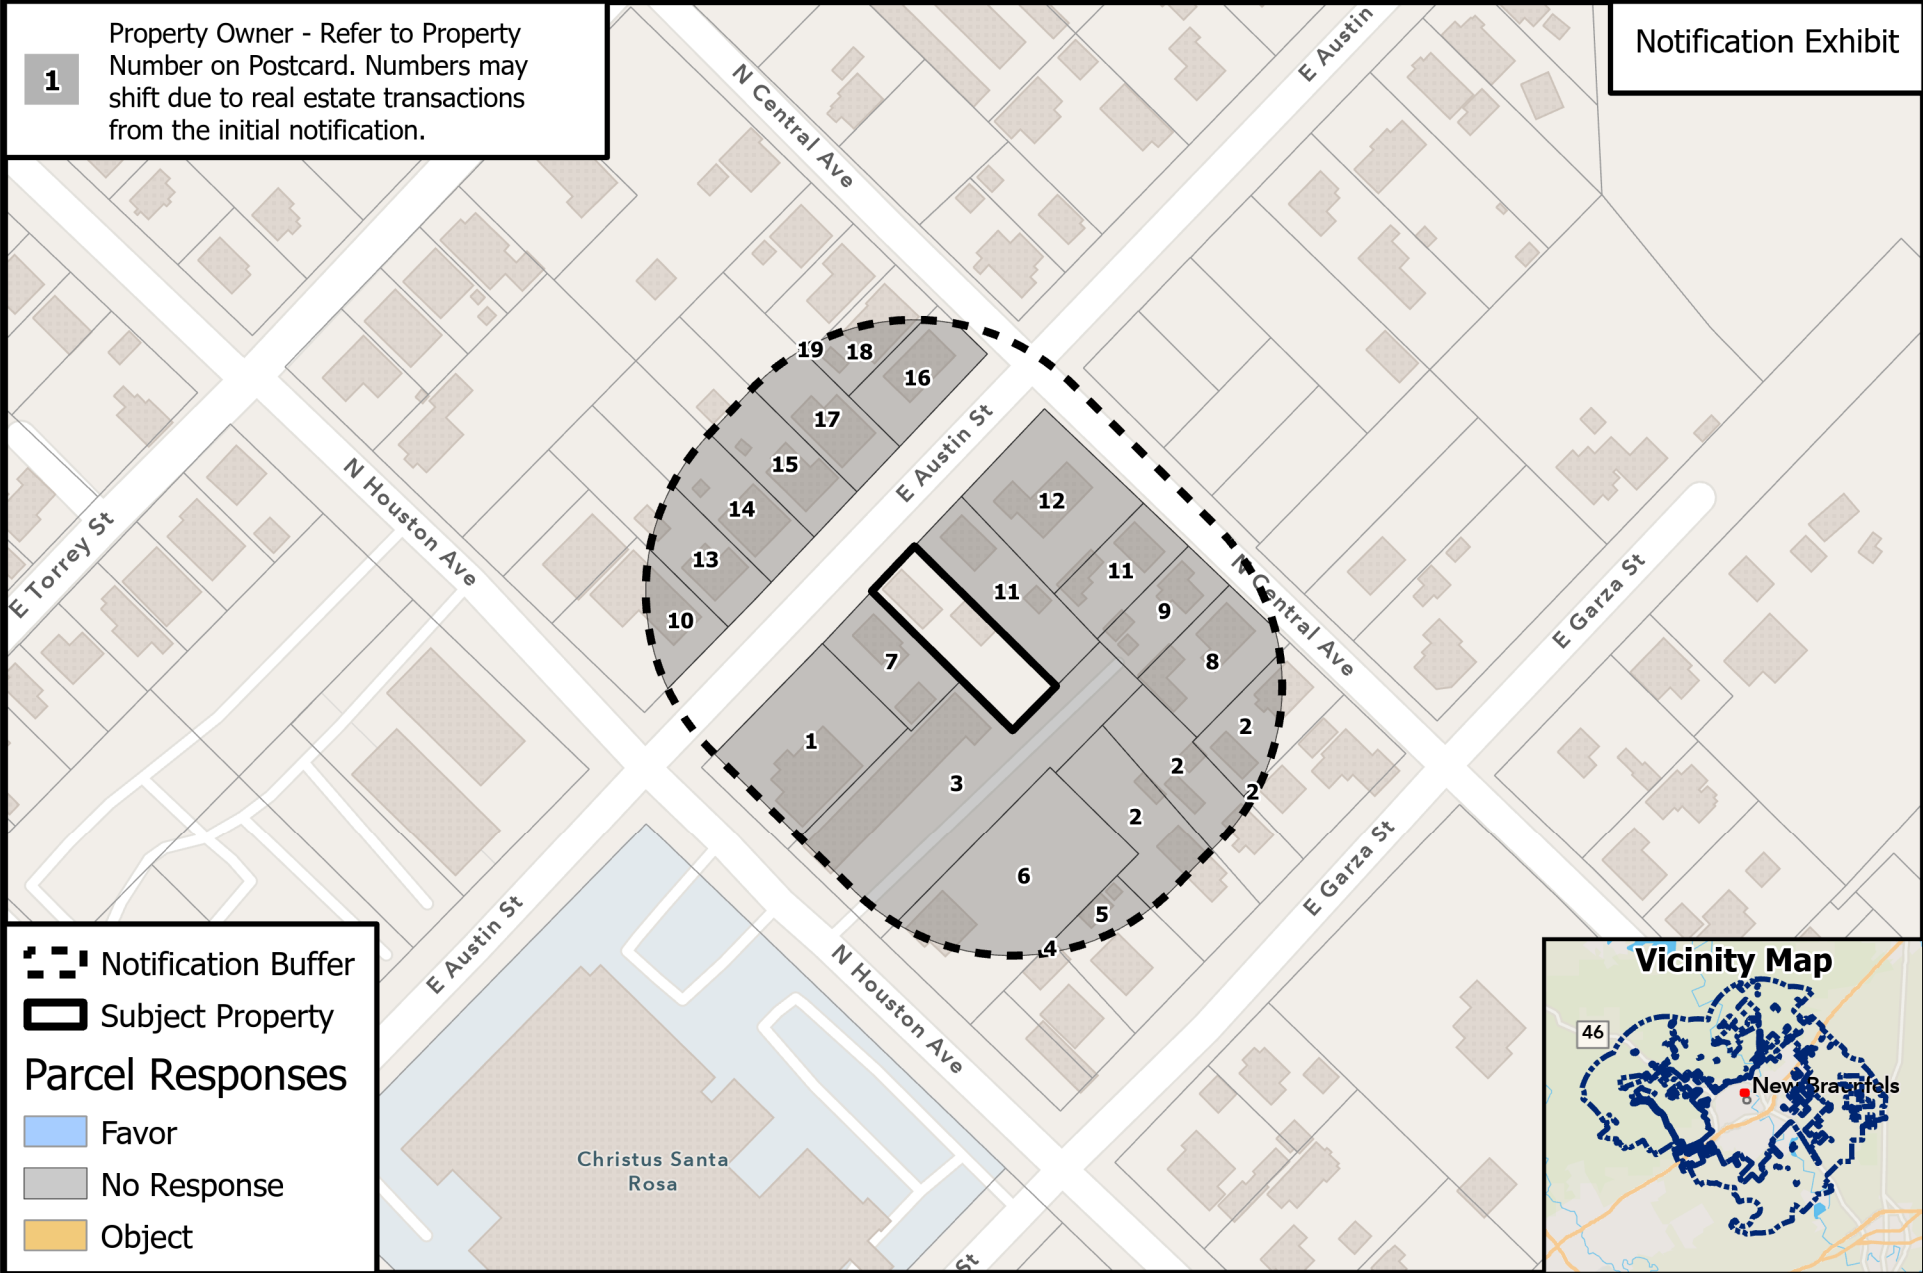 1
Property Owner - Refer to Property
Number on Postcard. Numbers may
shift due to real estate transactions
from the initial notification.
Notification Exhibit
N Central Ave
E Austin
E Torrey St
N Houston Ave
E Austin St
N Central Ave
E Garza St
19
18
16
17
15
14
13
10
12
11
11
9
8
7
1
3
2
2
2
2
6
5
4
E Garza St
E Austin St
N Houston Ave
Christus Santa
Rosa
St
Notification Buffer
Subject Property
Parcel Responses
Favor
No Response
Object
Vicinity Map
46
New Braunfels